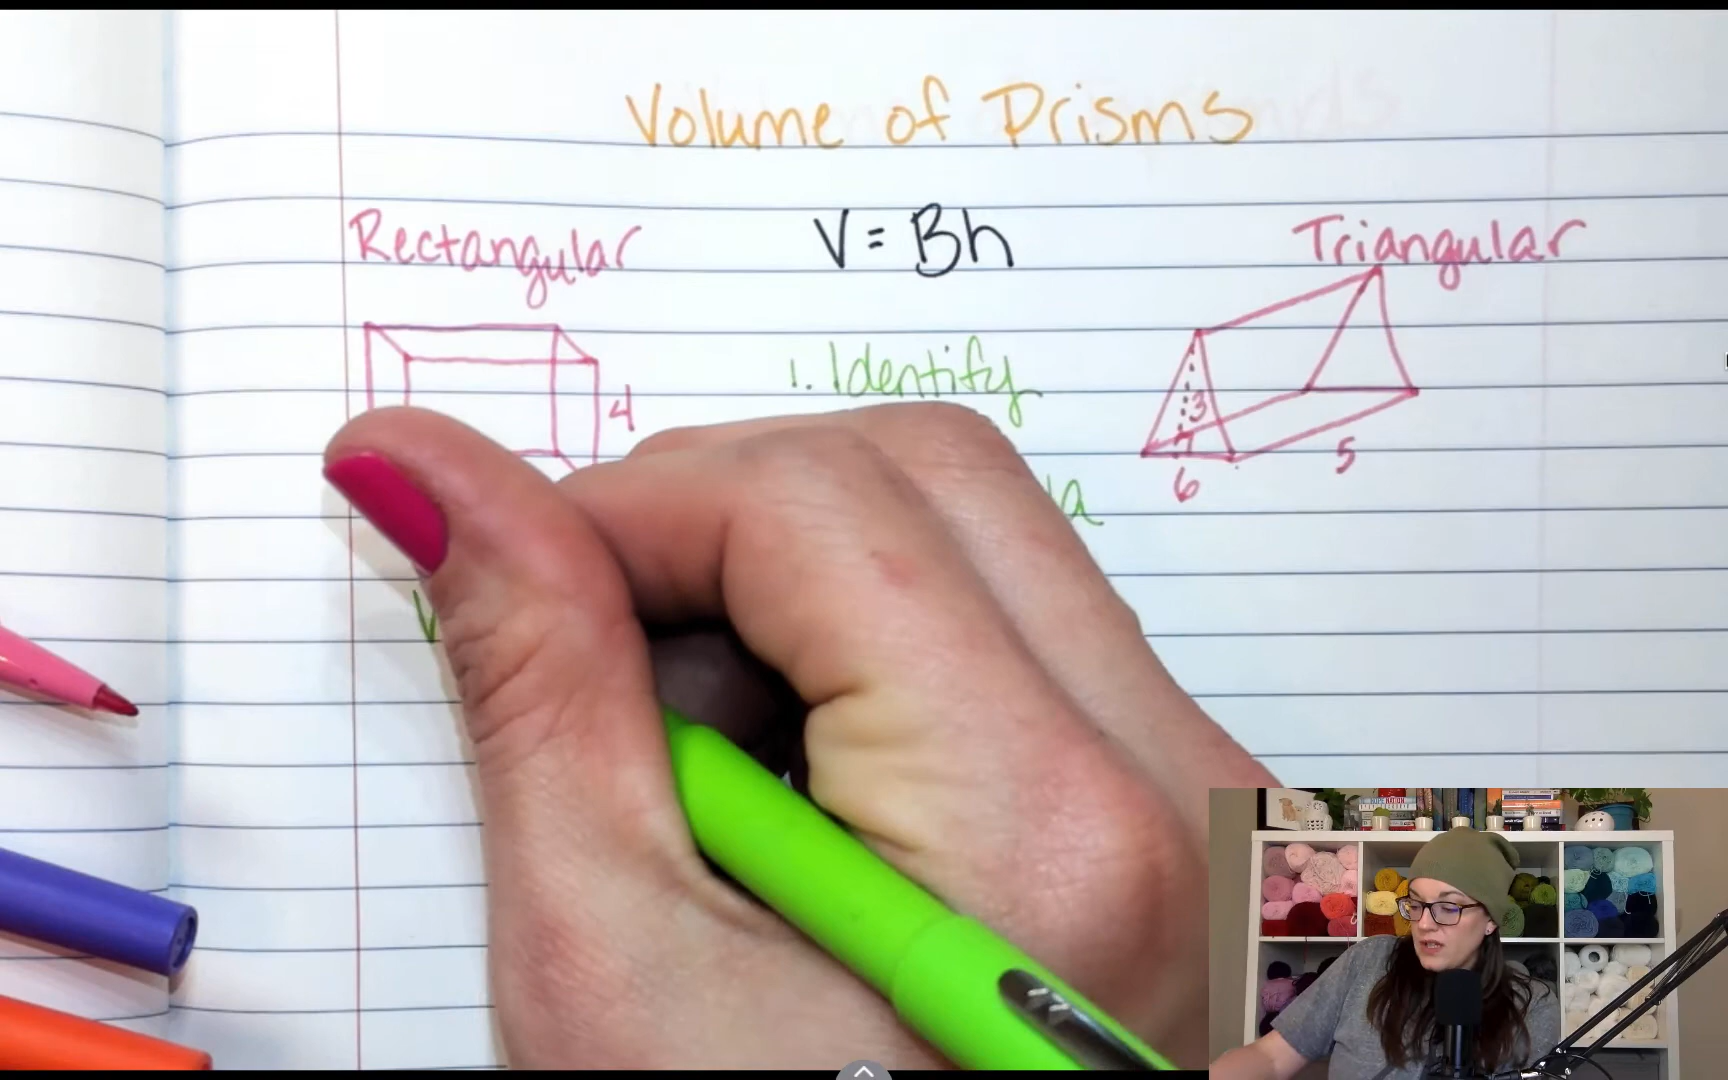 Volume of Prisms
Rectangular
V = Bh
Triangular
1. Identify
4
3
5
6
V